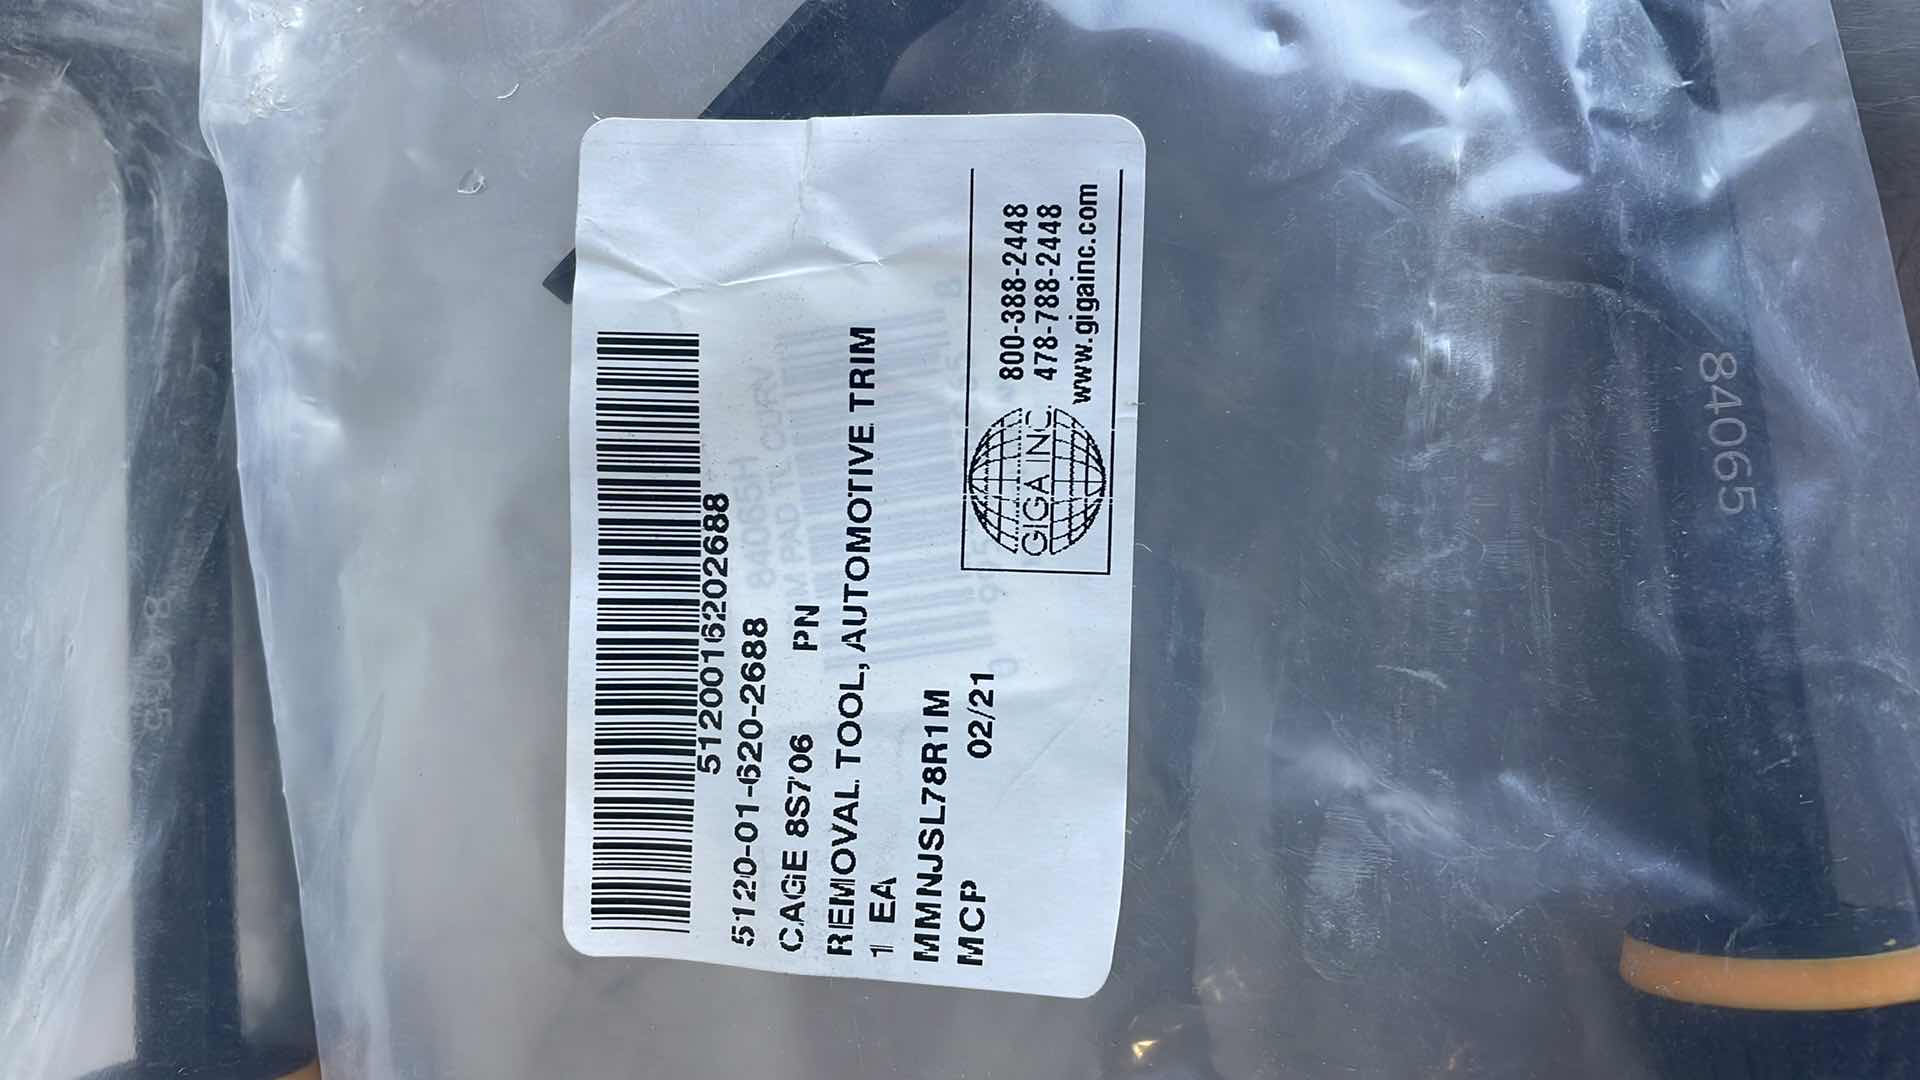 5120016202688
5120-01-620-2688
CAGE 8S706 PN
REMOVAL TOOL, AUTOMOTIVE TRIM
1 EA
MMNJSL78R1M
MCP 02/21
GIGA INC
800-388-2448
478-788-2448
www.gigainc.com
84065H
84065